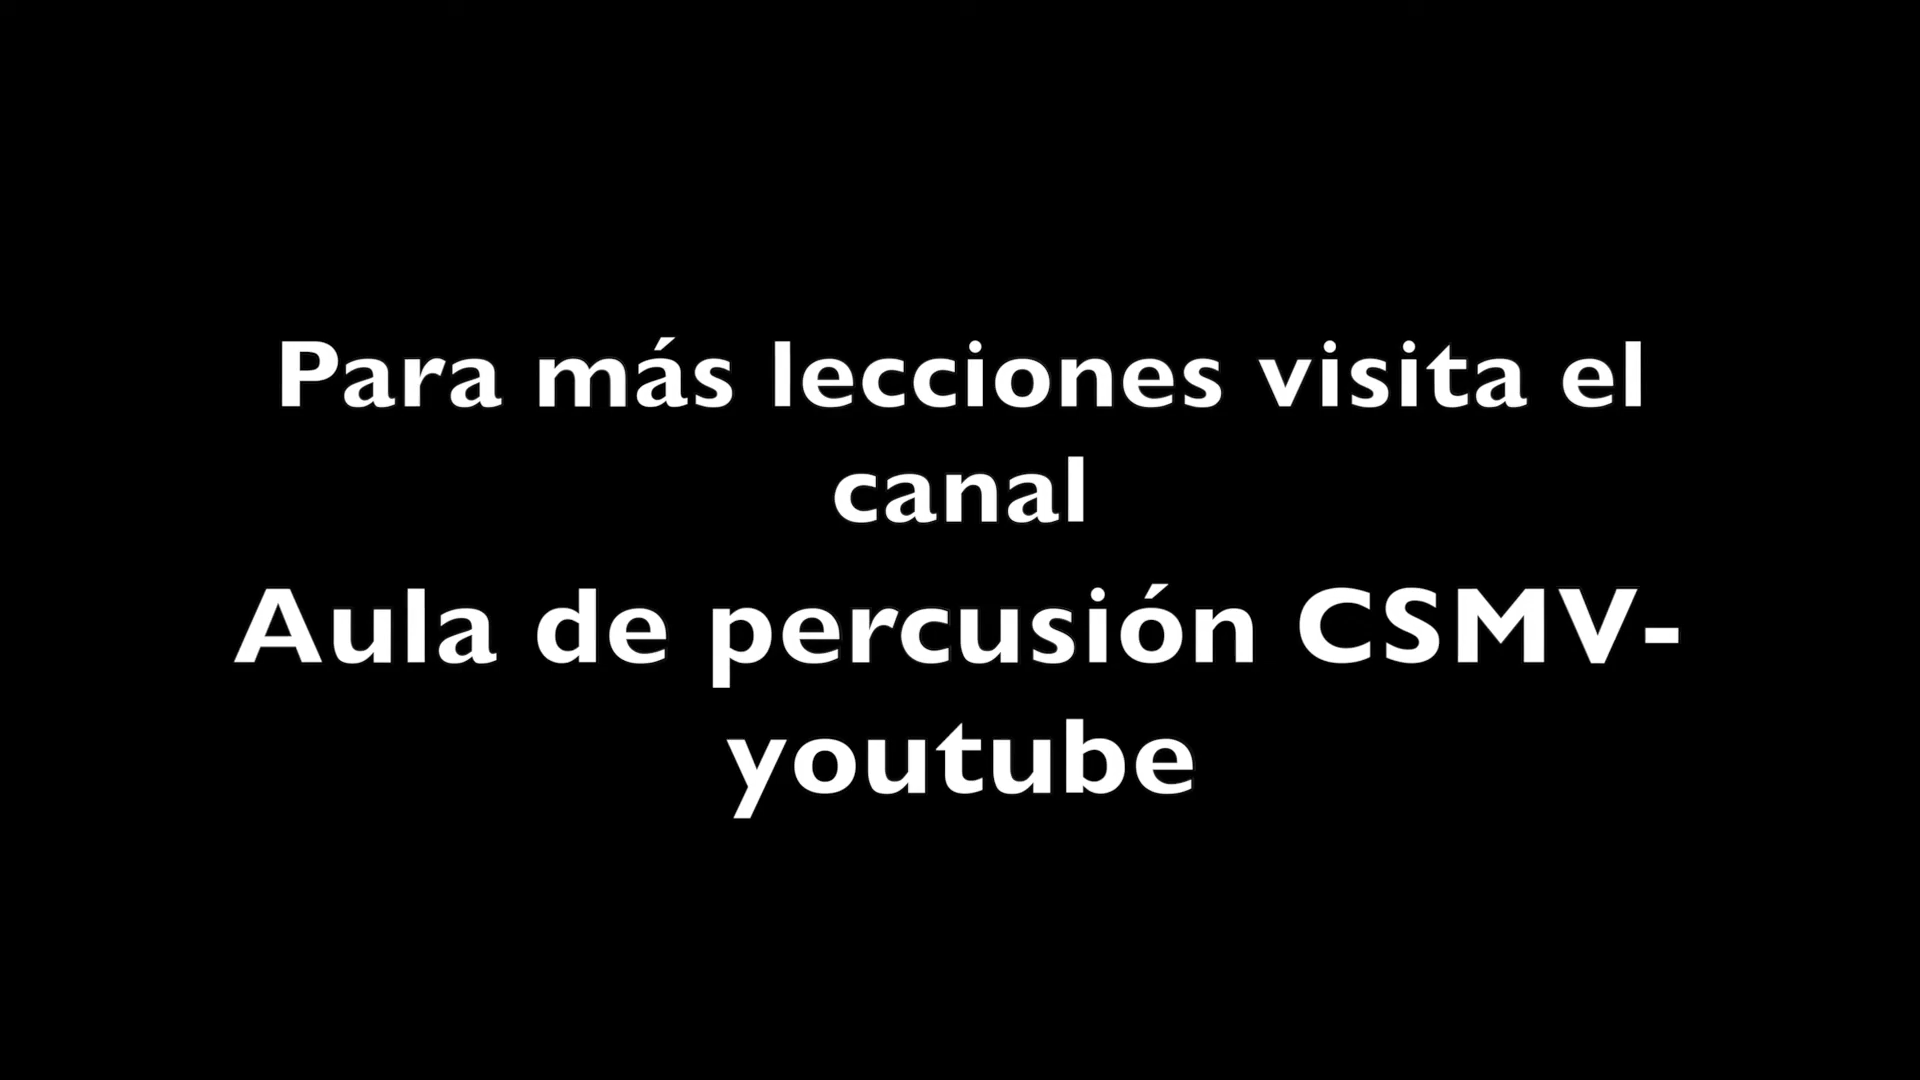 Para más lecciones visita el
canal
Aula de percusión CSMV-
youtube